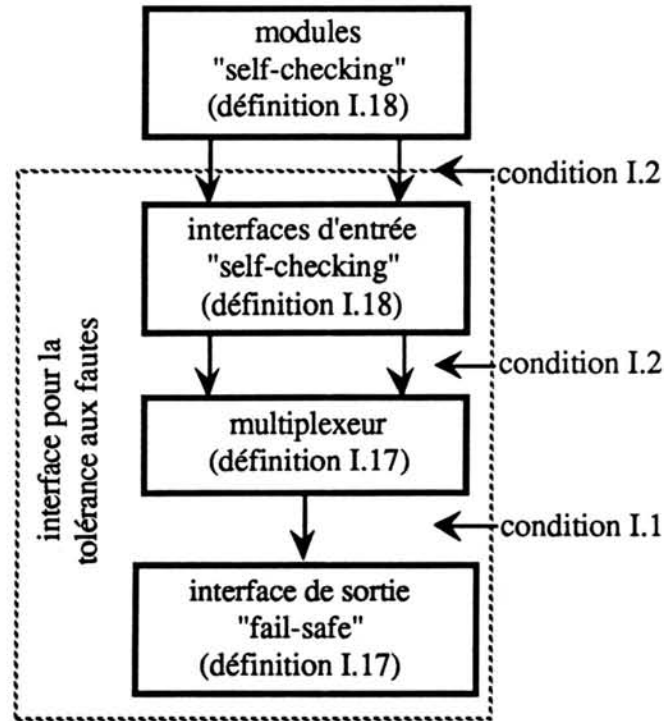 modules
"self-checking"
(définition I.18)
condition I.2
interfaces d'entrée
"self-checking"
(définition I.18)
condition I.2
interface pour la
tolérance aux fautes
multiplexeur
(définition I.17)
condition I.1
interface de sortie
"fail-safe"
(définition I.17)